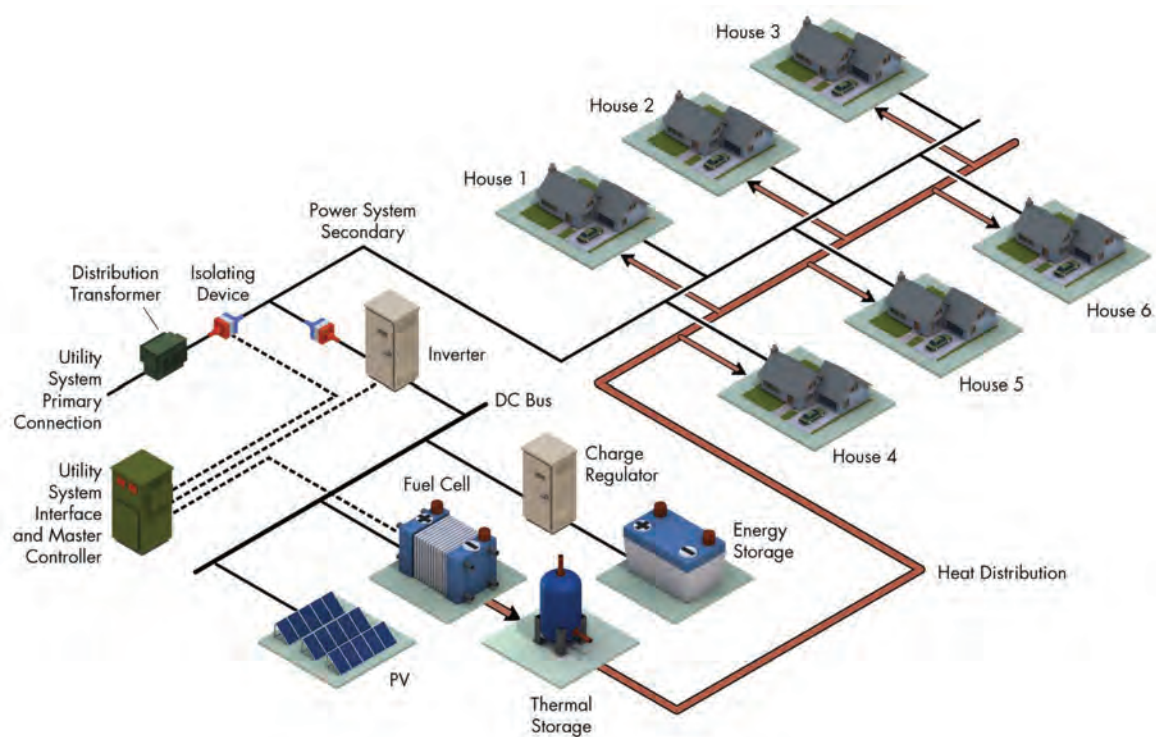 House 3
House 2
House 1
Power System
Secondary
Distribution
Transformer
Isolating
Device
Utility
System
Primary
Connection
Inverter
House 6
House 5
House 4
DC Bus
Utility
System
Interface
and Master
Controller
Fuel Cell
Charge
Regulator
Energy
Storage
Heat Distribution
PV
Thermal
Storage